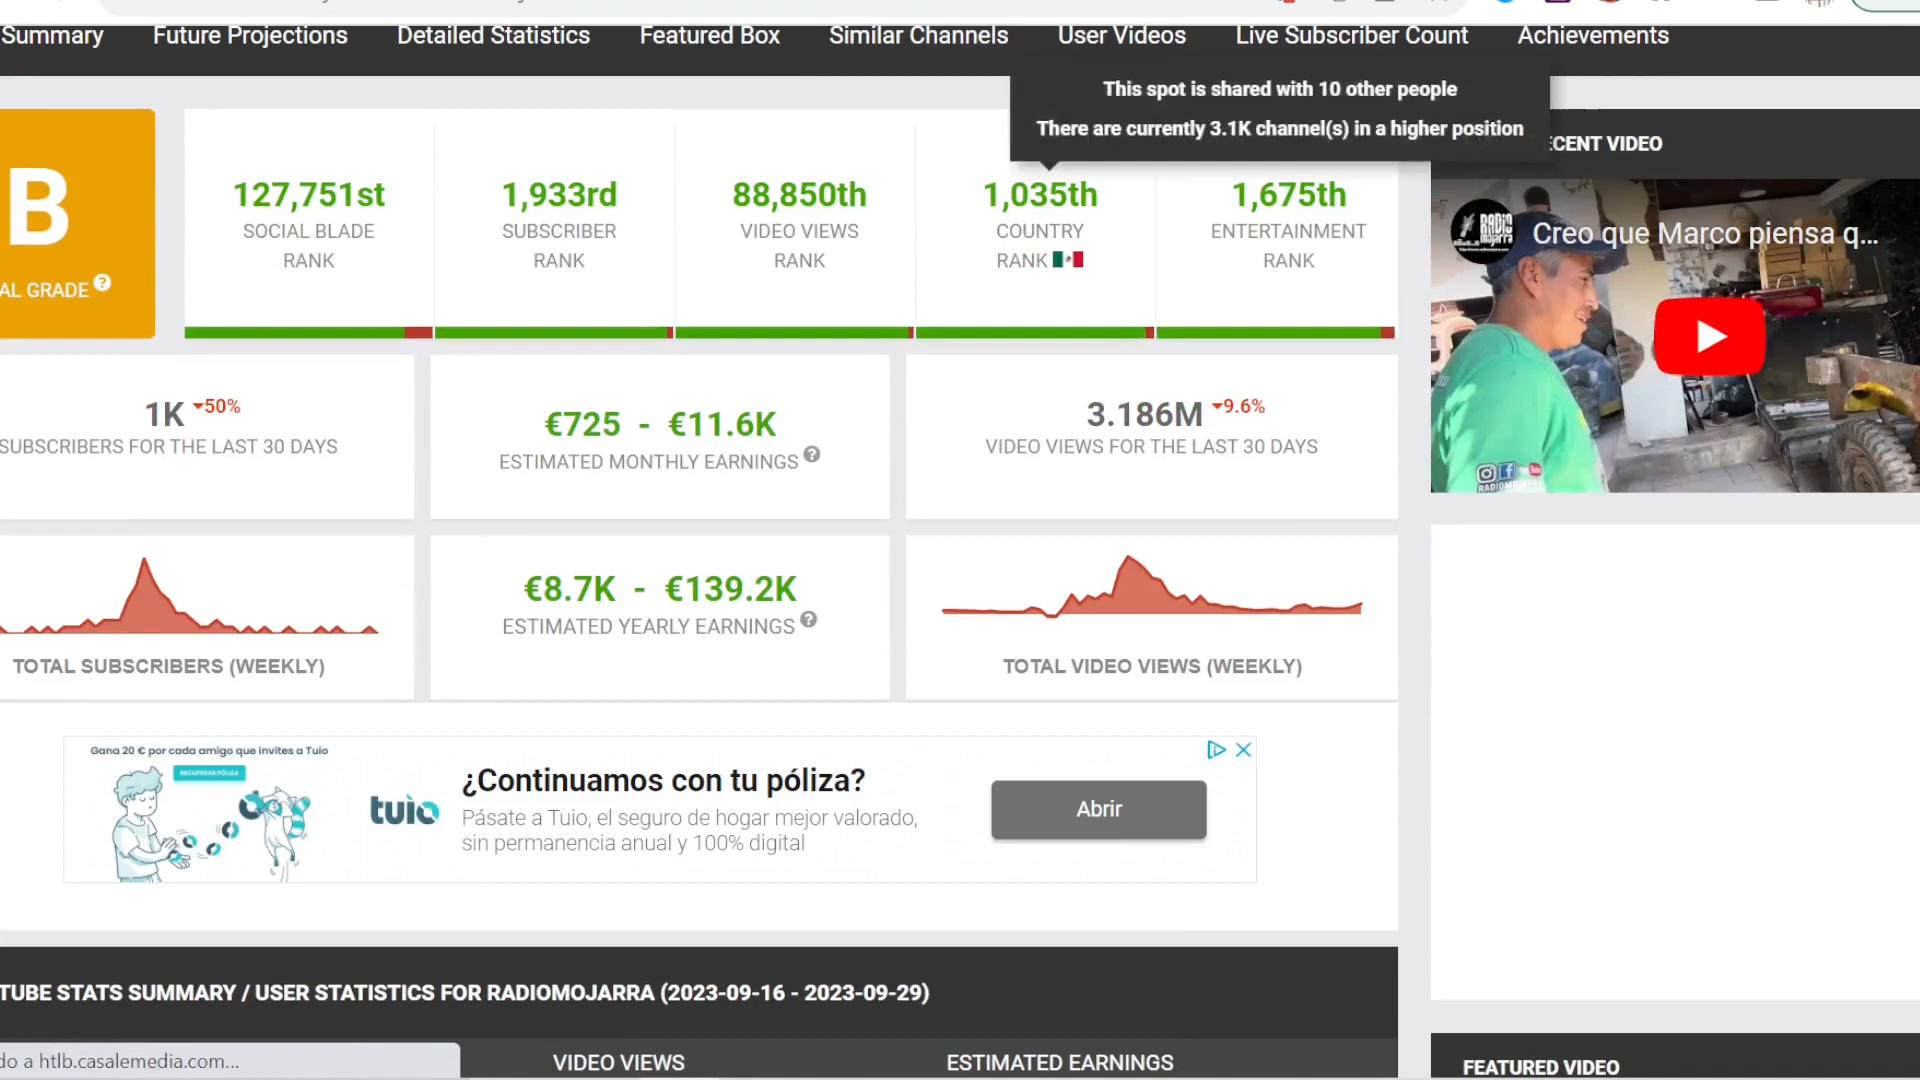 Summary
Future Projections
Detailed Statistics
Featured Box
Similar Channels
User Videos
Live Subscriber Count
Achievements
This spot is shared with 10 other people
There are currently 3.1K channel(s) in a higher position
B
AL GRADE ?
127,751st
SOCIAL BLADE
RANK
1,933rd
SUBSCRIBER
RANK
88,850th
VIDEO VIEWS
RANK
1,035th
COUNTRY
RANK
1,675th
ENTERTAINMENT
RANK
ECENT VIDEO
RADIO
mojarra
Creo que Marco piensa q...
1K 50%
SUBSCRIBERS FOR THE LAST 30 DAYS
€725 - €11.6K
ESTIMATED MONTHLY EARNINGS ?
3.186M 9.6%
VIDEO VIEWS FOR THE LAST 30 DAYS
TOTAL SUBSCRIBERS (WEEKLY)
€8.7K - €139.2K
ESTIMATED YEARLY EARNINGS ?
TOTAL VIDEO VIEWS (WEEKLY)
Gana 20 € por cada amigo que invites a Tuio
RECUPERAR PÓLIZA
tuio
¿Continuamos con tu póliza?
Pásate a Tuio, el seguro de hogar mejor valorado,
sin permanencia anual y 100% digital
Abrir
TUBE STATS SUMMARY / USER STATISTICS FOR RADIOMOJARRA (2023-09-16 - 2023-09-29)
do a htlb.casalemedia.com...
VIDEO VIEWS
ESTIMATED EARNINGS
FEATURED VIDEO